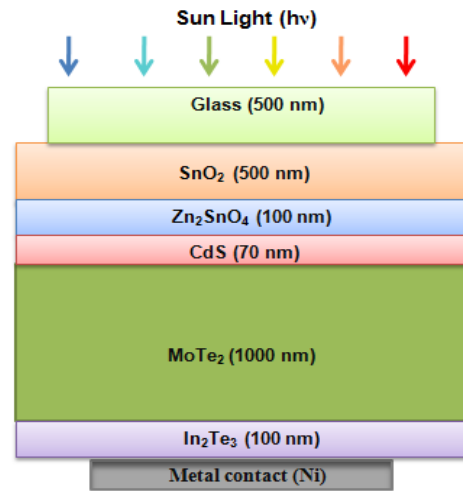 Sun Light (hν)
Glass (500 nm)
SnO₂ (500 nm)
Zn₂SnO₄ (100 nm)
CdS (70 nm)
MoTe₂ (1000 nm)
In₂Te₃ (100 nm)
Metal contact (Ni)